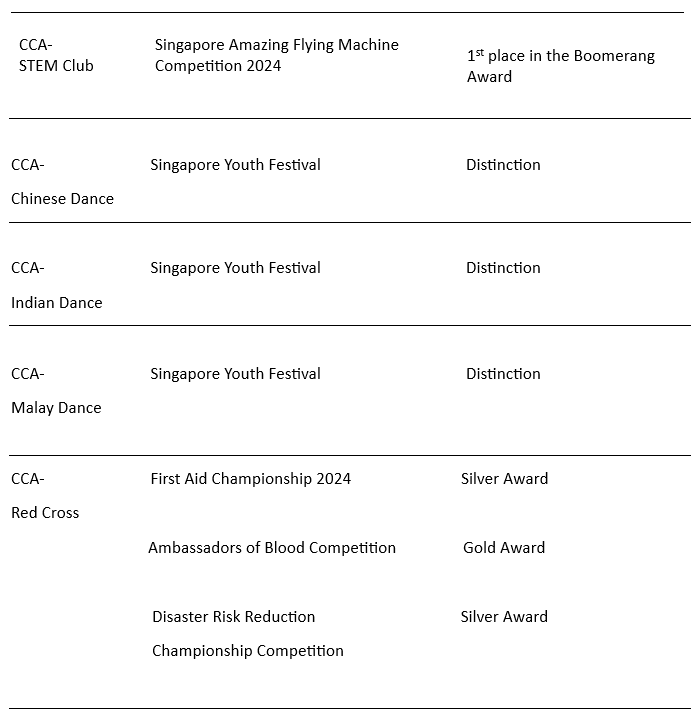 CCA-
STEM Club
Singapore Amazing Flying Machine
Competition 2024
1st place in the Boomerang
Award
CCA-
Chinese Dance
Singapore Youth Festival
Distinction
CCA-
Indian Dance
Singapore Youth Festival
Distinction
CCA-
Malay Dance
Singapore Youth Festival
Distinction
CCA-
Red Cross
First Aid Championship 2024
Silver Award
Ambassadors of Blood Competition
Gold Award
Disaster Risk Reduction
Championship Competition
Silver Award